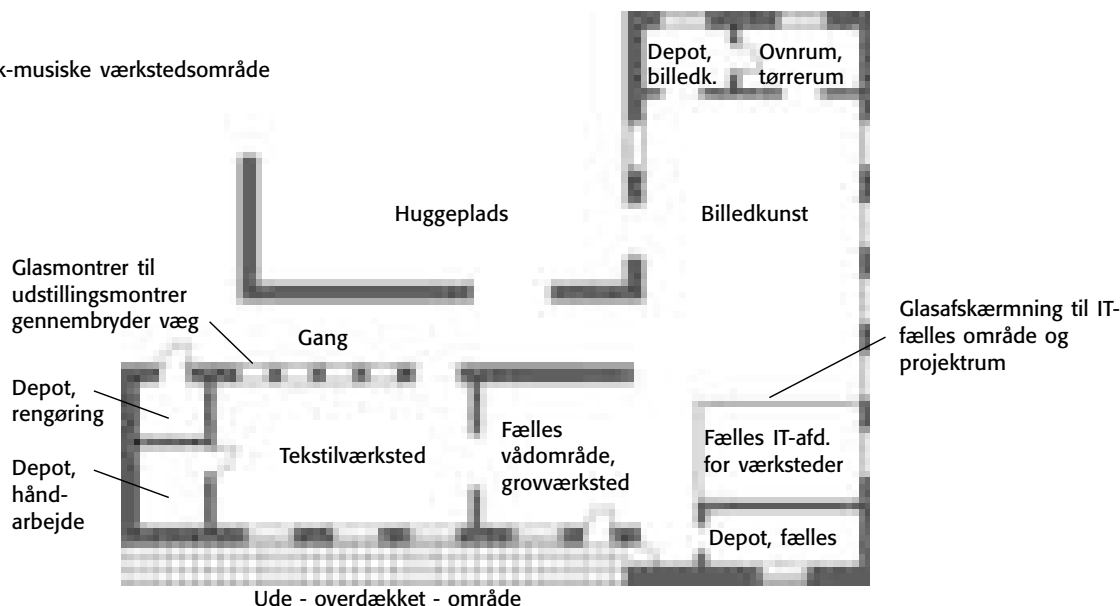 k-musiske værkstedsområde
Depot,
billedk.
Ovnrum,
tørrerum
Huggeplads
Billedkunst
Glasmontrer til
udstillingsmontrer
gennembryder væg
Gang
Glasafskærmning til IT-
fælles område og
projektrum
Depot,
rengøring
Depot,
hånd-
arbejde
Tekstilværksted
Fælles
vådområde,
grovværksted
Fælles IT-afd.
for værksteder
Depot, fælles
Ude - overdækket - område